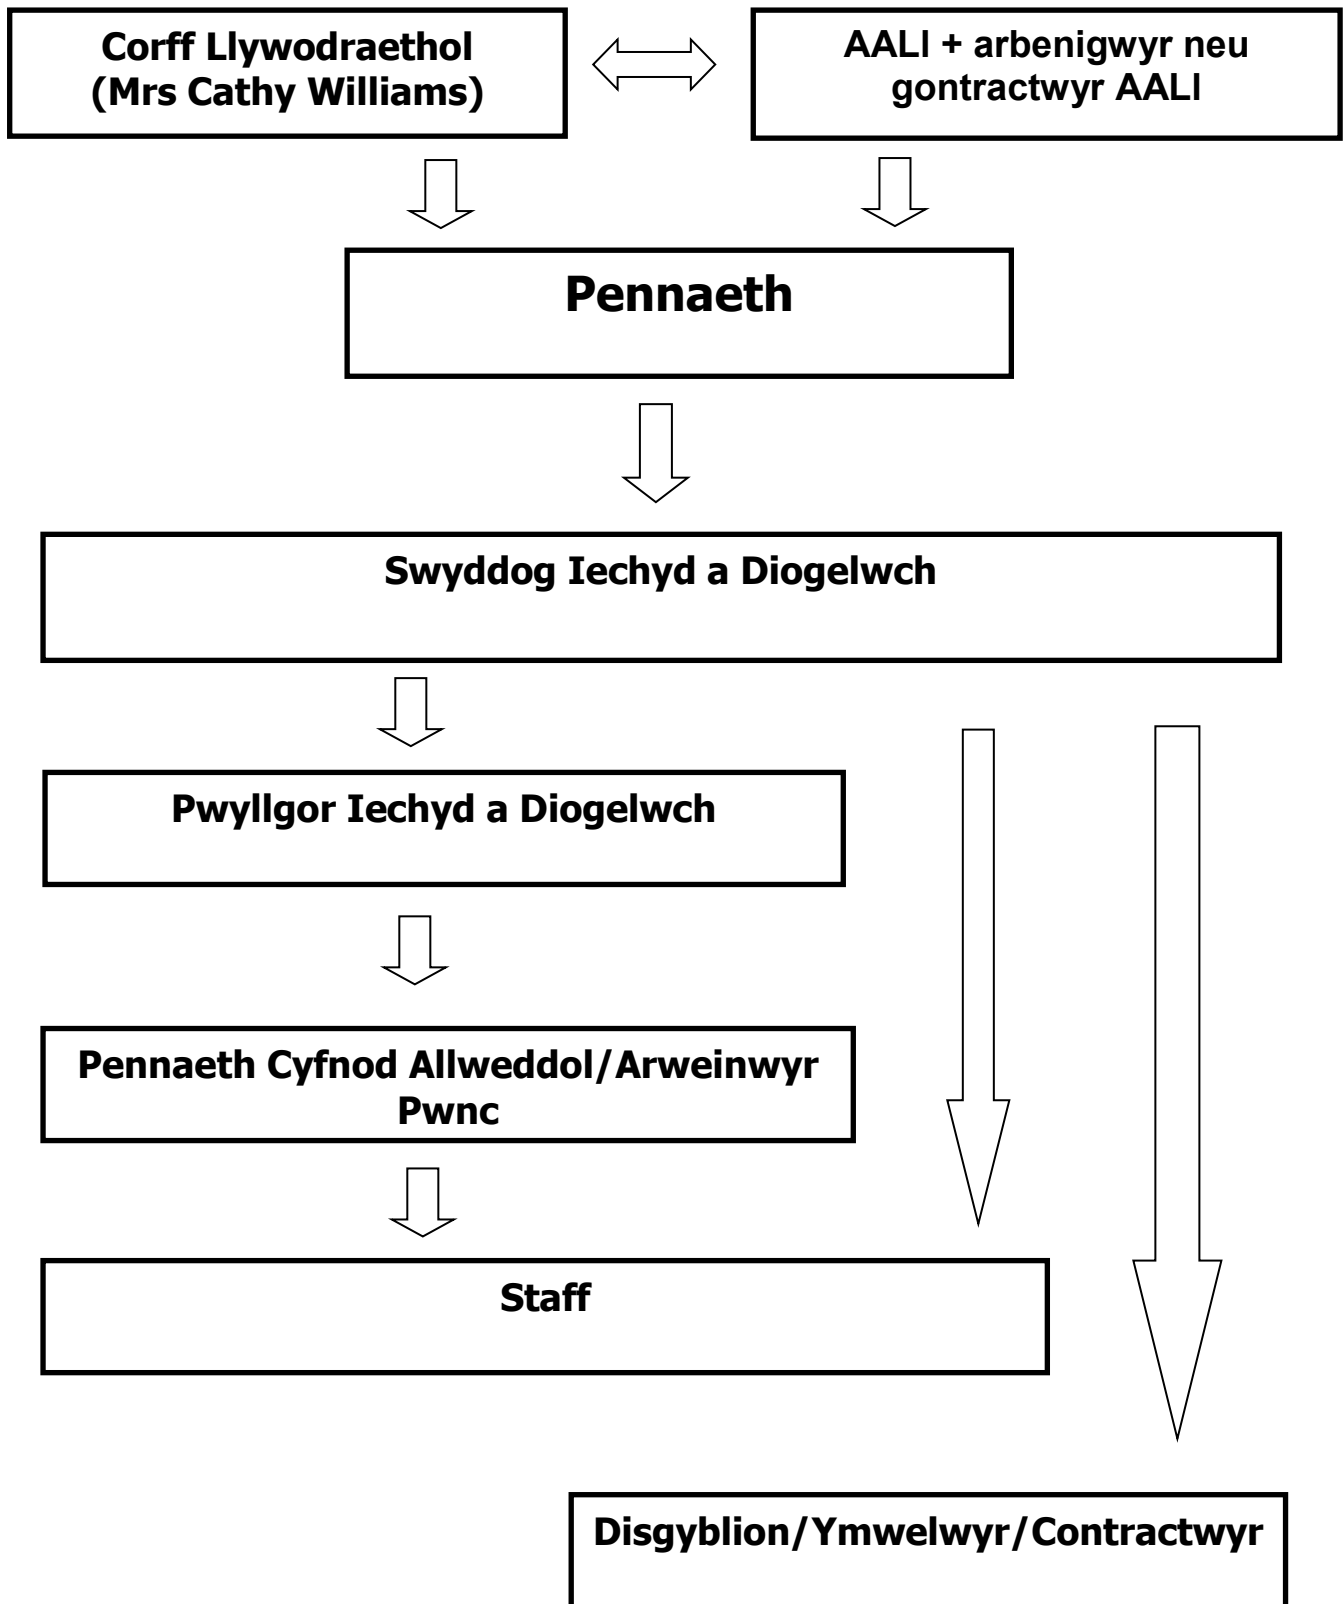 Corff Llywodraethol
(Mrs Cathy Williams)
AALl + arbenigwyr neu
gontractwyr AALl
Pennaeth
Swyddog Iechyd a Diogelwch
Pwyllgor Iechyd a Diogelwch
Pennaeth Cyfnod Allweddol/Arweinwyr
Pwnc
Staff
Disgyblion/Ymwelwyr/Contractwyr